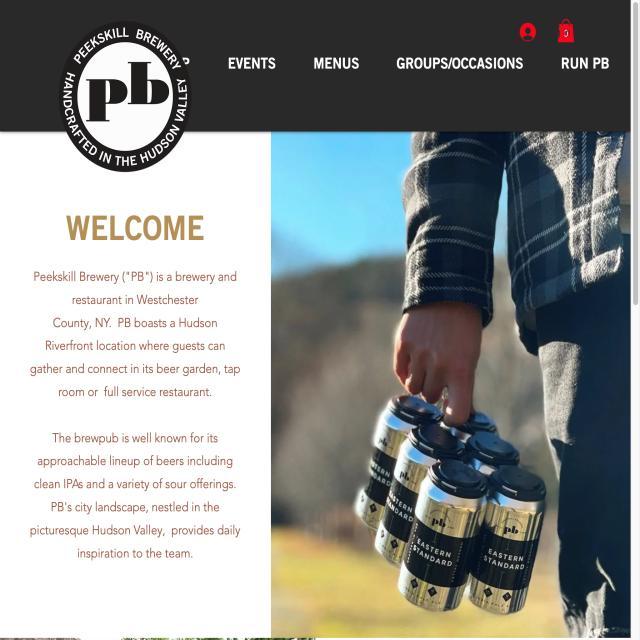 PEEKSKILL BREWERY
HANDCRAFTED IN THE HUDSON VALLEY
pb
EVENTS
MENUS
GROUPS/OCCASIONS
RUN PB
0
WELCOME
Peekskill Brewery ("PB") is a brewery and
restaurant in Westchester
County, NY.  PB boasts a Hudson
Riverfront location where guests can
gather and connect in its beer garden, tap
room or  full service restaurant.
The brewpub is well known for its
approachable lineup of beers including
clean IPAs and a variety of sour offerings.
PB's city landscape, nestled in the
picturesque Hudson Valley,  provides daily
inspiration to the team.
pb
EASTERN
STANDARD
pb
EASTERN
STANDARD
pb
EASTERN
STANDARD